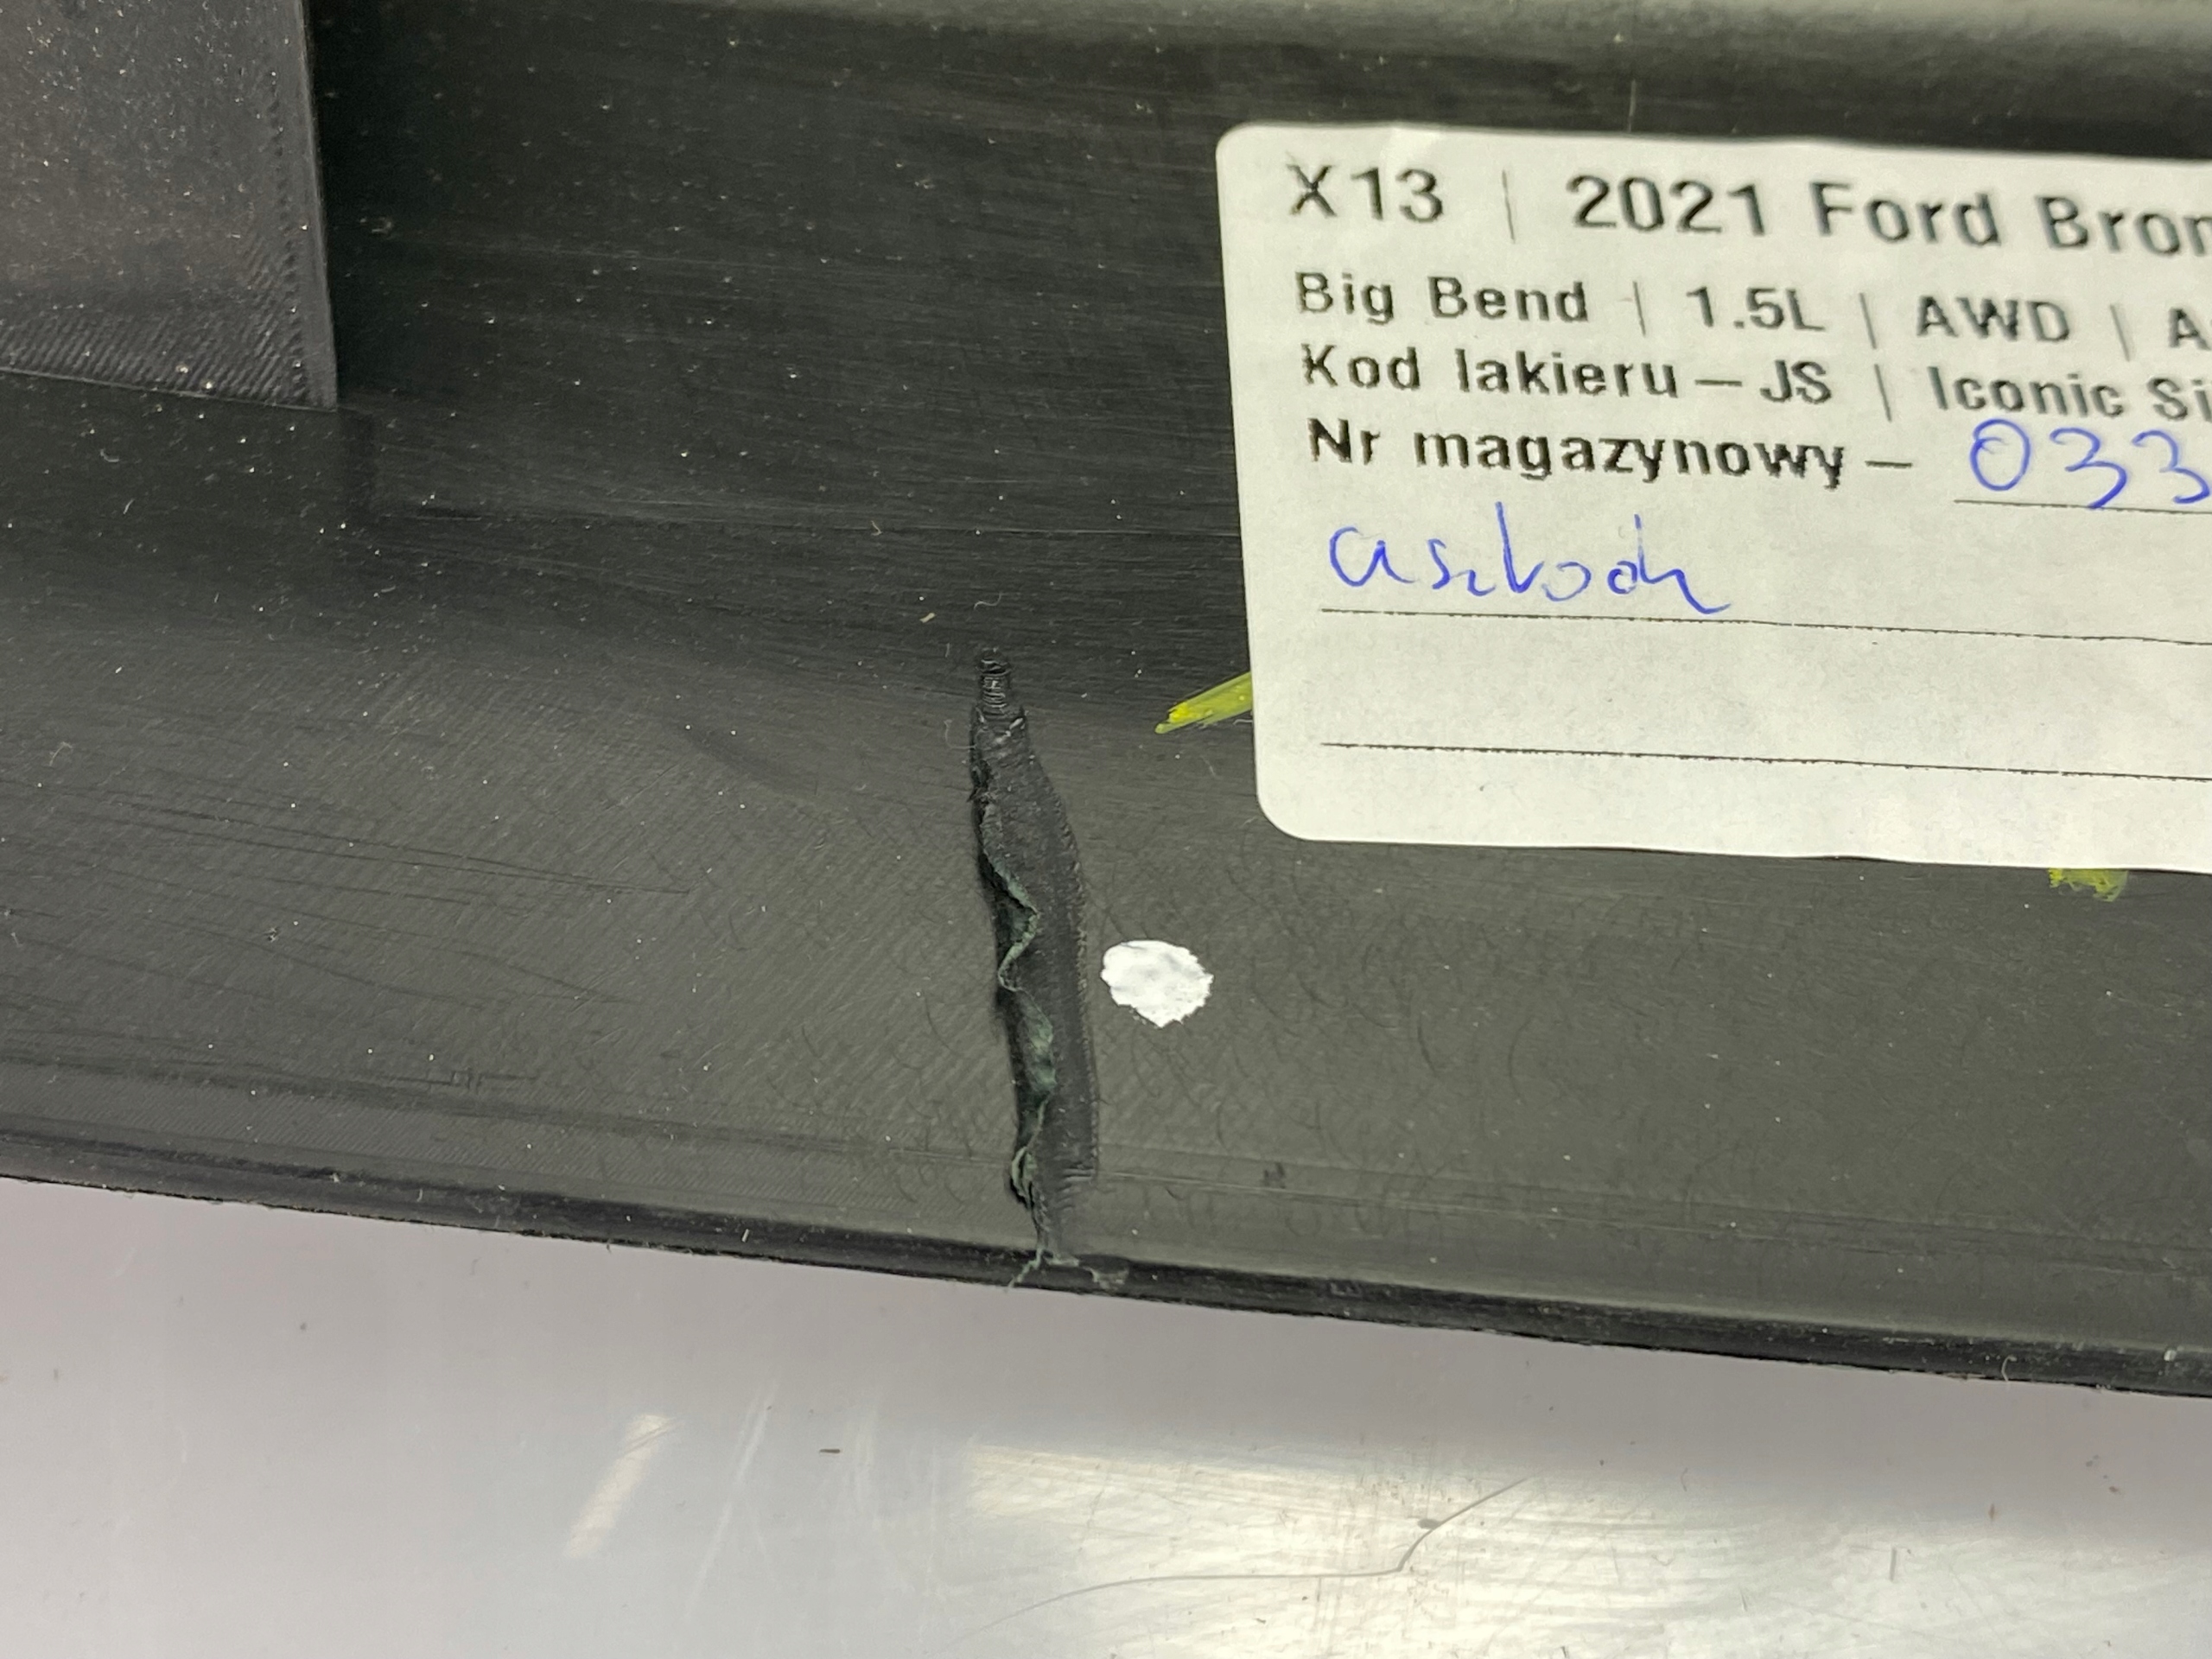 X13 | 2021 Ford Bron
Big Bend | 1.5L | AWD | A
Kod lakieru – JS | Iconic Si
Nr magazynowy – 033